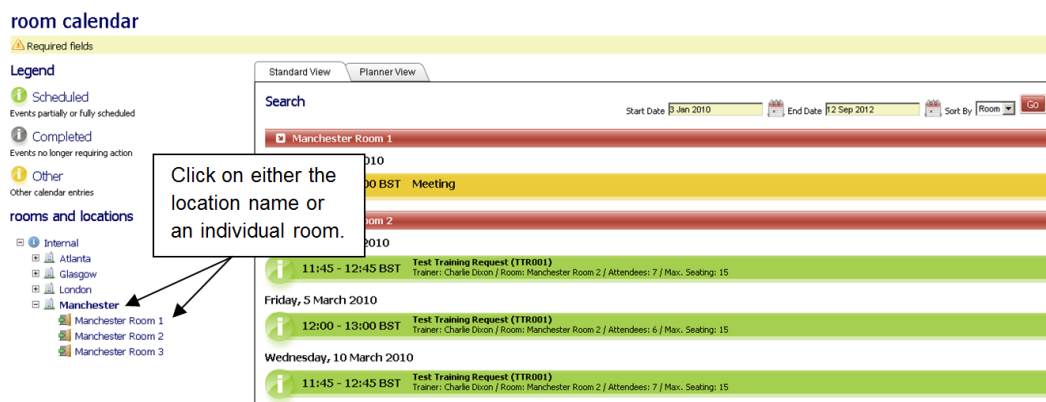 room calendar
Required fields
Legend
Scheduled
Events partially or fully scheduled
Completed
Events no longer requiring action
Other
Other calendar entries
rooms and locations
Internal
Atlanta
Glasgow
London
Manchester
Manchester Room 1
Manchester Room 2
Manchester Room 3
Click on either the
location name or
an individual room.
Standard View Planner View
Search
Start Date 3 Jan 2010 End Date 12 Sep 2012 Sort By Room Go
Manchester Room 1
010
00 BST Meeting
oom 2
2010
11:45 - 12:45 BST Test Training Request (TTR001)
Trainer: Charlie Dixon / Room: Manchester Room 2 / Attendees: 7 / Max. Seating: 15
Friday, 5 March 2010
12:00 - 13:00 BST Test Training Request (TTR001)
Trainer: Charlie Dixon / Room: Manchester Room 2 / Attendees: 6 / Max. Seating: 15
Wednesday, 10 March 2010
11:45 - 12:45 BST Test Training Request (TTR001)
Trainer: Charlie Dixon / Room: Manchester Room 2 / Attendees: 7 / Max. Seating: 15